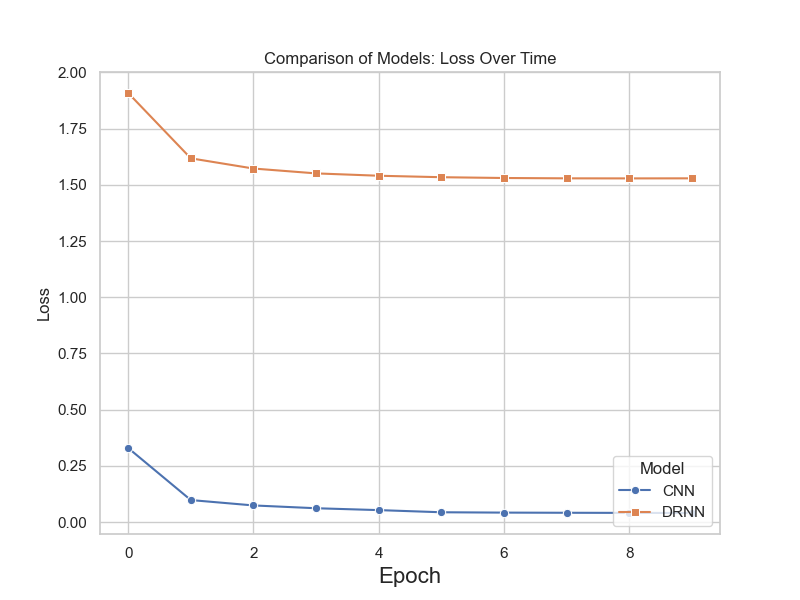 Comparison of Models: Loss Over Time
2.00
1.75
1.50
1.25
1.00
0.75
0.50
0.25
0.00
Loss
Model
CNN
DRNN
0 2 4 6 8
Epoch